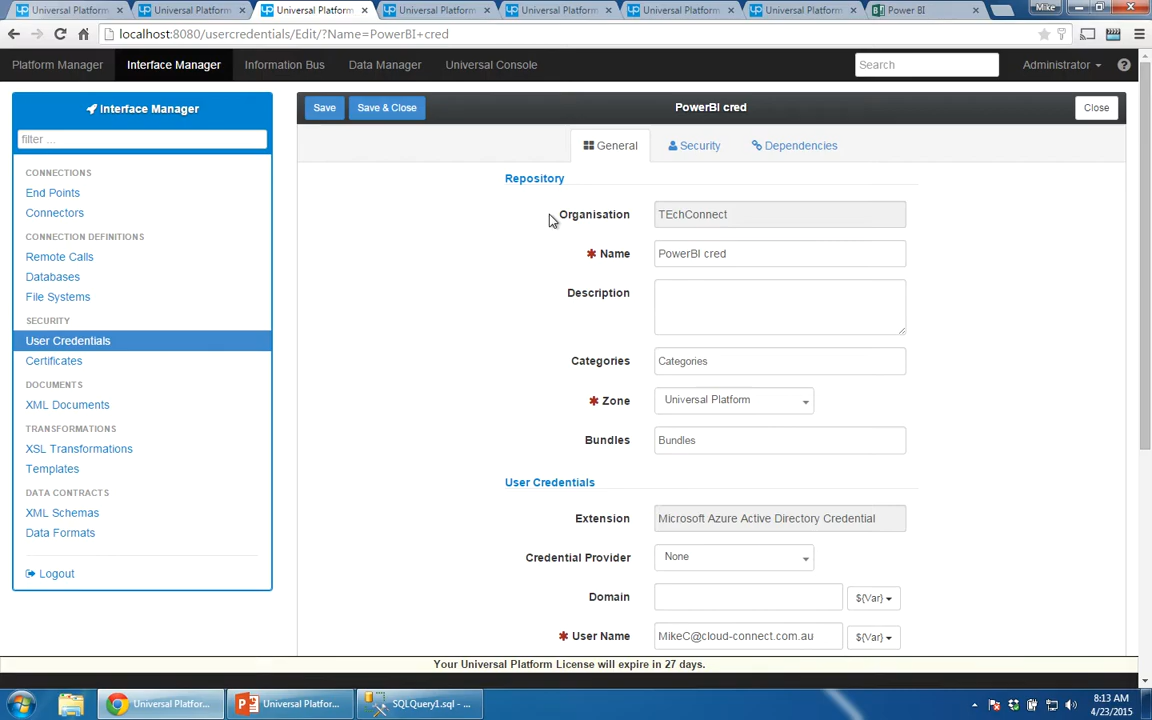 Universal Platform × Universal Platform × Universal Platform × Universal Platform × Universal Platform × Universal Platform × Universal Platform × Power BI × Mike
localhost:8080/usercredentials/Edit/?Name=PowerBI+cred
Platform Manager Interface Manager Information Bus Data Manager Universal Console Search Administrator ?
Interface Manager
filter ...
CONNECTIONS
End Points
Connectors
CONNECTION DEFINITIONS
Remote Calls
Databases
File Systems
SECURITY
User Credentials
Certificates
DOCUMENTS
XML Documents
TRANSFORMATIONS
XSL Transformations
Templates
DATA CONTRACTS
XML Schemas
Data Formats
Logout
Save Save & Close PowerBI cred Close
General Security Dependencies
Repository
Organisation TEchConnect
* Name PowerBI cred
Description
Categories Categories
* Zone Universal Platform
Bundles Bundles
User Credentials
Extension Microsoft Azure Active Directory Credential
Credential Provider None
Domain ${Var}
* User Name MikeC@cloud-connect.com.au ${Var}
Your Universal Platform License will expire in 27 days.
Universal Platfor... Universal Platfor... SQLQuery1.sql - ...
8:13 AM
4/23/2015